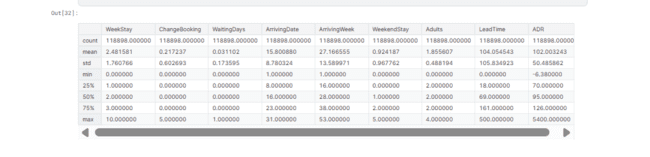 Out[32]:
WeekStay ChangeBooking WaitingDays ArrivingDate ArrivingWeek WeekendStay Adults LeadTime ADR
count 118898.000000 118898.000000 118898.000000 118898.000000 118898.000000 118898.000000 118898.000000 118898.000000 118898.00000
mean 2.481581 0.217237 0.031102 15.800880 27.166555 0.924187 1.855607 104.054543 102.003243
std 1.760766 0.602693 0.173595 8.780324 13.589971 0.967762 0.488194 105.834923 50.485862
min 0.000000 0.000000 0.000000 1.000000 1.000000 0.000000 0.000000 0.000000 -6.380000
25% 1.000000 0.000000 0.000000 8.000000 16.000000 0.000000 2.000000 18.000000 70.000000
50% 2.000000 0.000000 0.000000 16.000000 28.000000 1.000000 2.000000 69.000000 95.000000
75% 3.000000 0.000000 0.000000 23.000000 38.000000 2.000000 2.000000 161.000000 126.000000
max 10.000000 5.000000 1.000000 31.000000 53.000000 5.000000 4.000000 500.000000 5400.000000